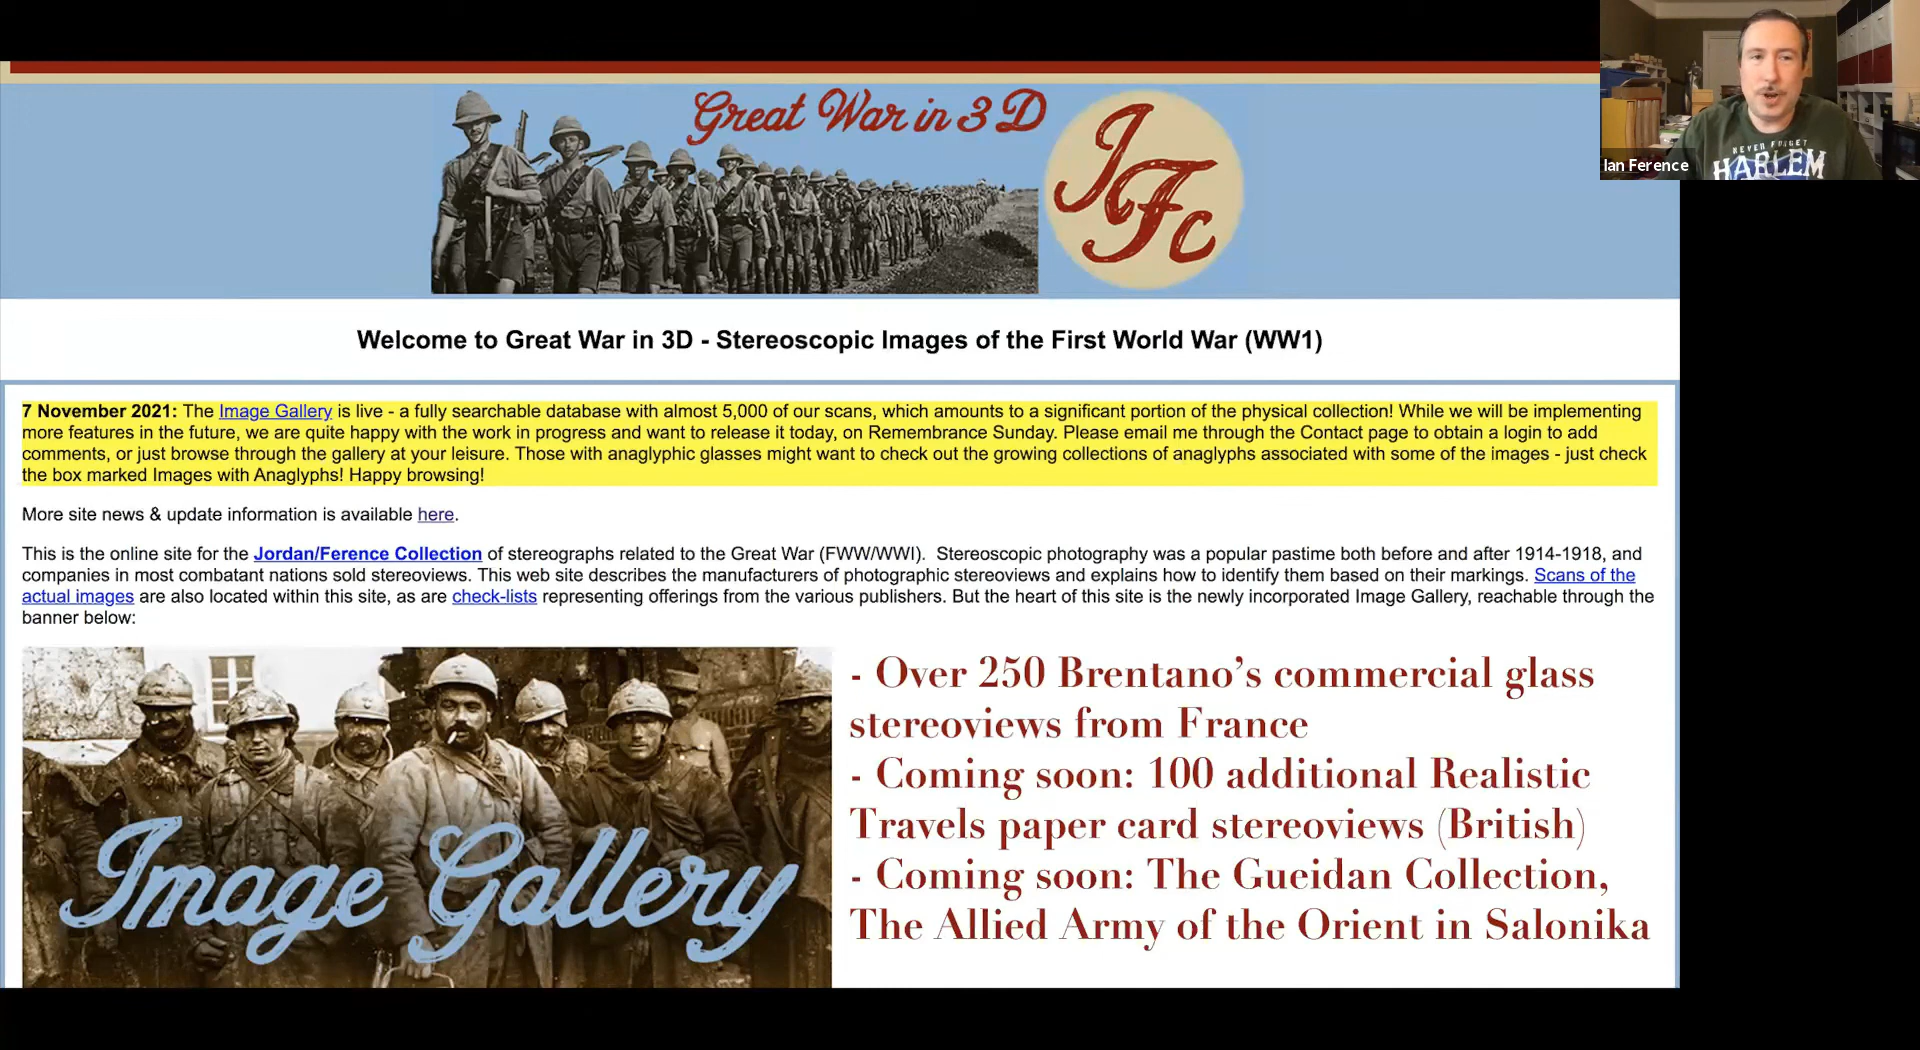 Great War in 3D
JFc
Ian Ference
NEVER FORGET
HARLEM
Welcome to Great War in 3D - Stereoscopic Images of the First World War (WW1)
7 November 2021: The Image Gallery is live - a fully searchable database with almost 5,000 of our scans, which amounts to a significant portion of the physical collection! While we will be implementing
more features in the future, we are quite happy with the work in progress and want to release it today, on Remembrance Sunday. Please email me through the Contact page to obtain a login to add
comments, or just browse through the gallery at your leisure. Those with anaglyphic glasses might want to check out the growing collections of anaglyphs associated with some of the images - just check
the box marked Images with Anaglyphs! Happy browsing!
More site news & update information is available here.
This is the online site for the Jordan/Ference Collection of stereographs related to the Great War (FWW/WWI).  Stereoscopic photography was a popular pastime both before and after 1914-1918, and
companies in most combatant nations sold stereoviews. This web site describes the manufacturers of photographic stereoviews and explains how to identify them based on their markings. Scans of the
actual images are also located within this site, as are check-lists representing offerings from the various publishers. But the heart of this site is the newly incorporated Image Gallery, reachable through the
banner below:
Image Gallery
- Over 250 Brentano’s commercial glass
stereoviews from France
- Coming soon: 100 additional Realistic
Travels paper card stereoviews (British)
- Coming soon: The Gueidan Collection,
The Allied Army of the Orient in Salonika